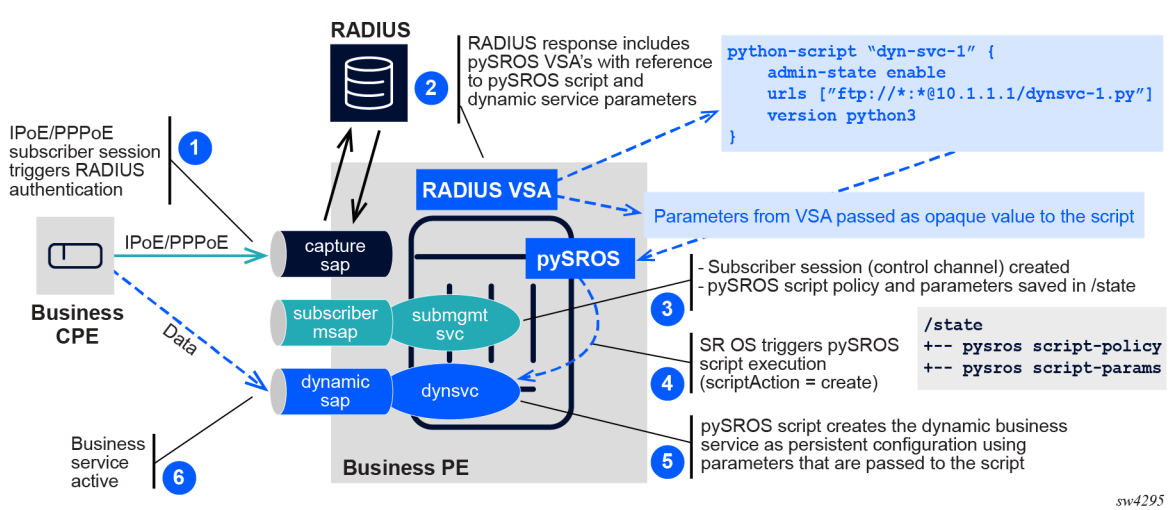 RADIUS
2
RADIUS response includes
pySROS VSA's with reference
to pySROS script and
dynamic service parameters
python-script “dyn-svc-1” {
admin-state enable
urls [”ftp://*:*@10.1.1.1/dynsvc-1.py”]
version python3
}
IPoE/PPPoE
subscriber session
triggers RADIUS
authentication
1
RADIUS VSA
Parameters from VSA passed as opaque value to the script
IPoE/PPPoE
capture
sap
pySROS
Business
CPE
Data
- Subscriber session (control channel) created
- pySROS script policy and parameters saved in /state
3
subscriber
msap
submgmt
svc
/state
+-- pysros script-policy
+-- pysros script-params
SR OS triggers pySROS
script execution
(scriptAction = create)
4
dynamic
sap
dynsvc
pySROS script creates the dynamic business
service as persistent configuration using
parameters that are passed to the script
5
Business
service
active
6
Business PE
sw4295